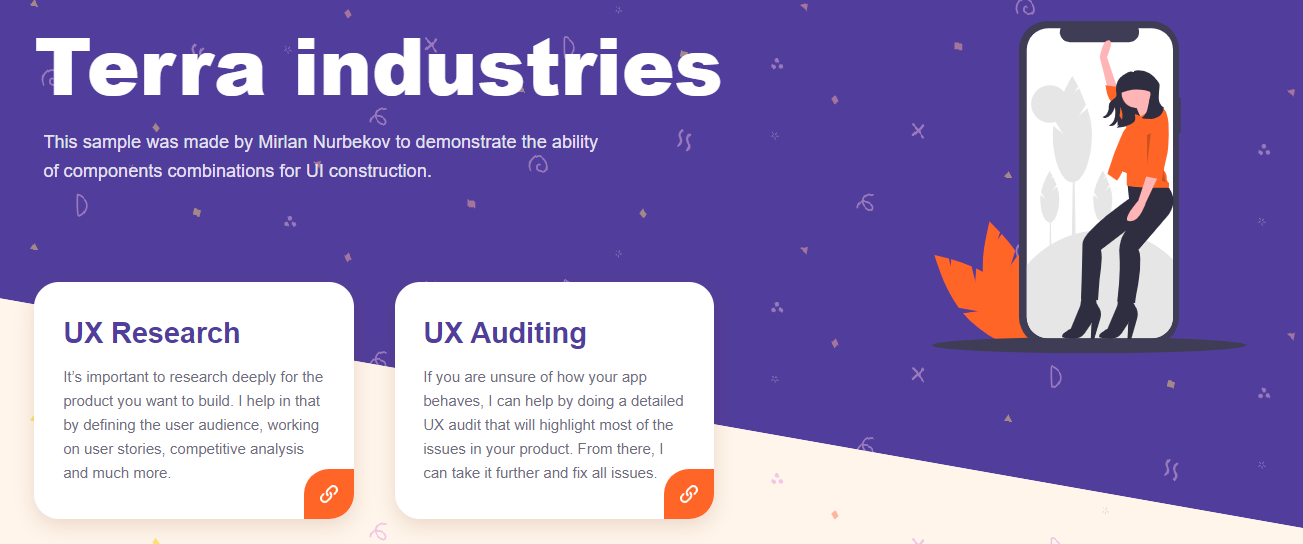 Terra industries
This sample was made by Mirlan Nurbekov to demonstrate the ability
of components combinations for UI construction.
UX Research
It’s important to research deeply for the
product you want to build. I help in that
by defining the user audience, working
on user stories, competitive analysis
and much more.
UX Auditing
If you are unsure of how your app
behaves, I can help by doing a detailed
UX audit that will highlight most of the
issues in your product. From there, I
can take it further and fix all issues.